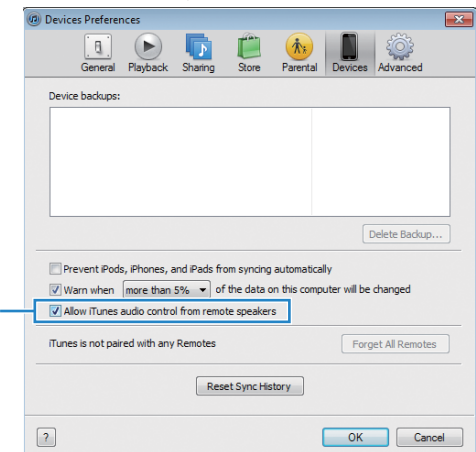 Devices Preferences
General Playback Sharing Store Parental Devices Advanced
Device backups:
Delete Backup...
Prevent iPods, iPhones, and iPads from syncing automatically
Warn when more than 5% of the data on this computer will be changed
Allow iTunes audio control from remote speakers
iTunes is not paired with any Remotes Forget All Remotes
Reset Sync History
? OK Cancel